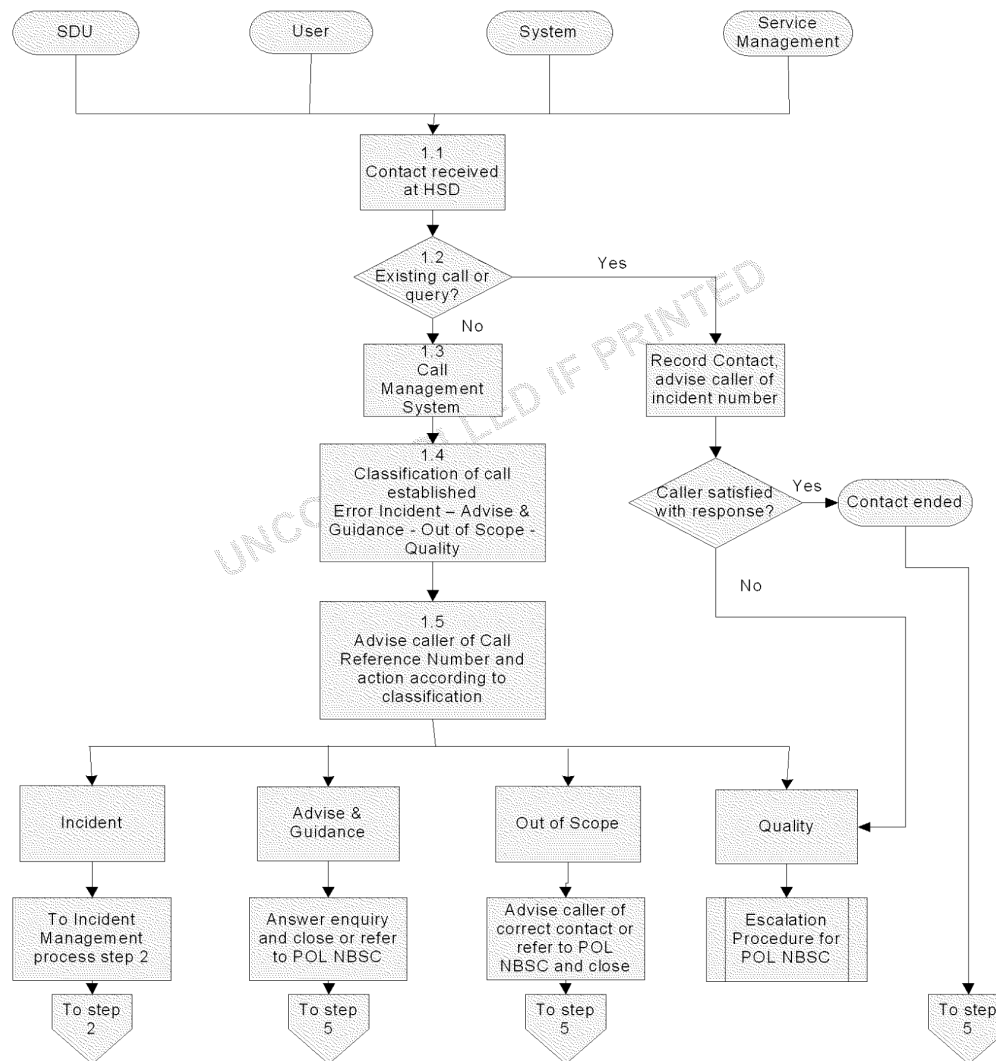 SDU
User
System
Service
Management
1.1
Contact received
at HSD
1.2
Existing call or
query?
Yes
No
1.3
Call
Management
System
Record Contact,
advise caller of
incident number
1.4
Classification of call
established
Error Incident – Advise &
Guidance - Out of Scope -
Quality
Caller satisfied
with response?
Yes
Contact ended
No
1.5
Advise caller of Call
Reference Number and
action according to
classification
Incident
Advise &
Guidance
Out of Scope
Quality
To Incident
Management
process step 2
Answer enquiry
and close or refer
to POL NBSC
Advise caller of
correct contact or
refer to POL
NBSC and close
Escalation
Procedure for
POL NBSC
To step
2
To step
5
To step
5
To step
5
IF PRINTED